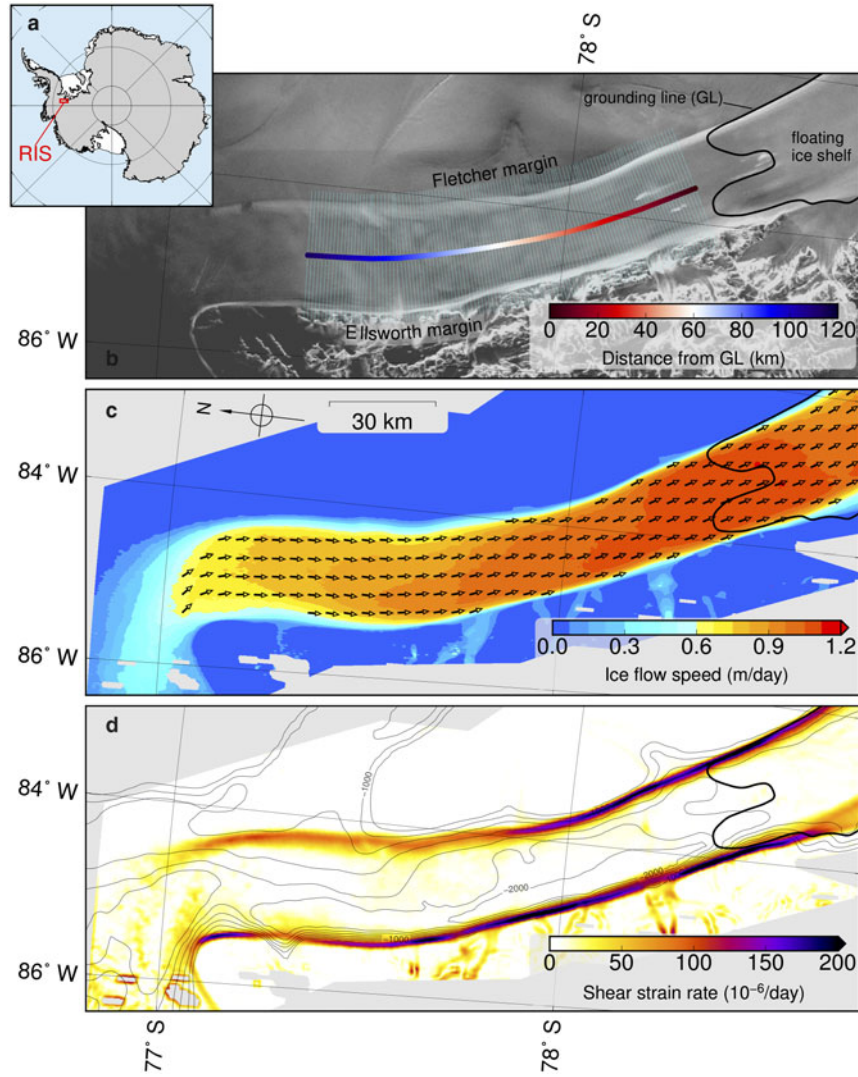 a
RIS
78° S
grounding line (GL)
floating
ice shelf
Fletcher margin
Ellsworth margin
86° W
b
0 20 40 60 80 100 120
Distance from GL (km)
c
N
30 km
84° W
86° W
0.0 0.3 0.6 0.9 1.2
Ice flow speed (m/day)
d
84° W
86° W
-1000
-2000
-2000
-1000
0 50 100 150 200
Shear strain rate (10⁻⁶/day)
77° S
78° S